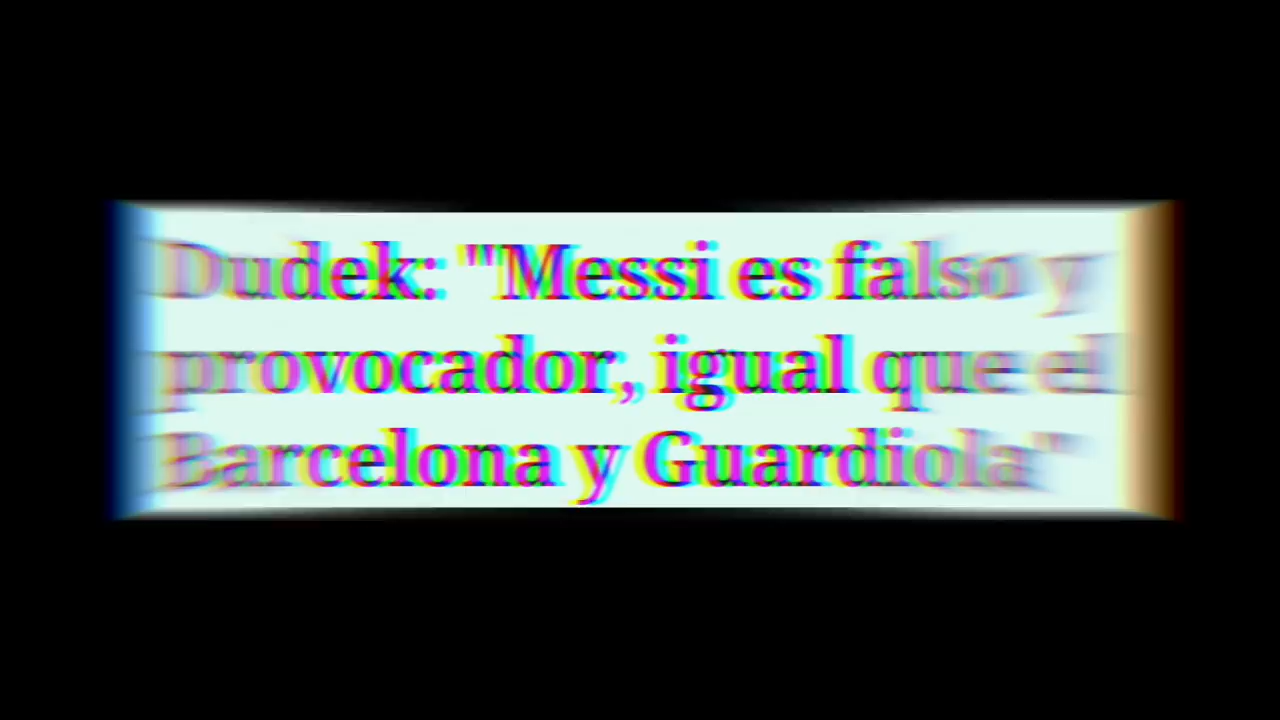 Dudek: "Messi es falso y
provocador, igual que el
Barcelona y Guardiola"